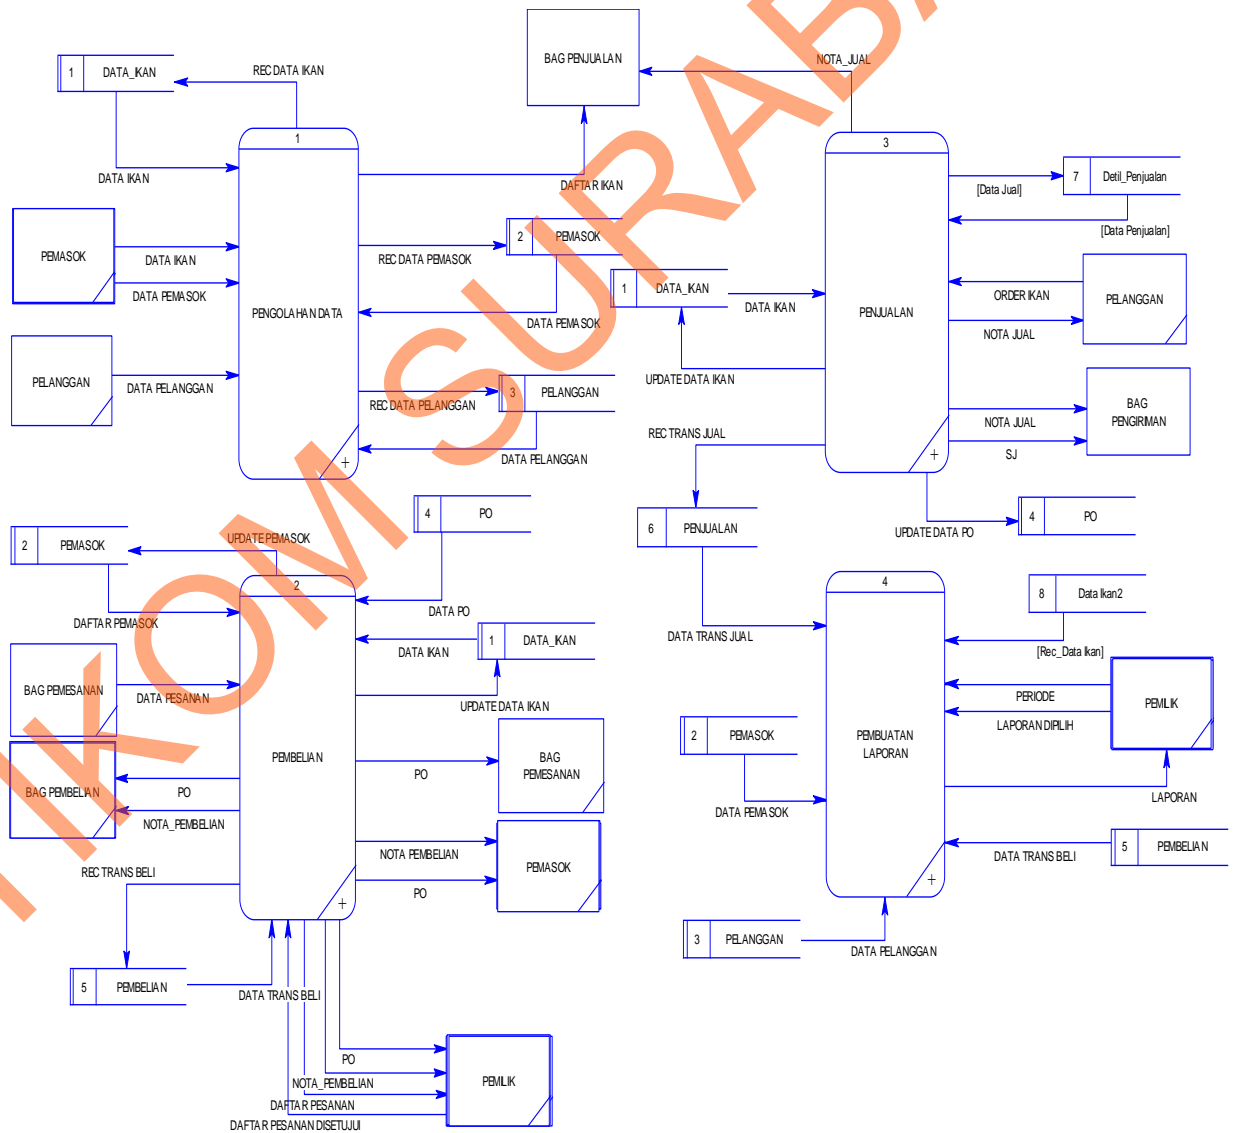 1 DATA_IKAN
REC DATA IKAN
DATA IKAN
BAG PENJUALAN
NOTA_JUAL
1
DAFTAR IKAN
PEMASOK
DATA IKAN
DATA PEMASOK
PENGOLAHAN DATA
REC DATA PEMASOK
2 PEMASOK
DATA PEMASOK
PELANGGAN
DATA PELANGGAN
REC DATA PELANGGAN
3 PELANGGAN
DATA PELANGGAN
+
3
[Data Jual]
7 Detil_Penjualan
[Data Penjualan]
1 DATA_IKAN
DATA IKAN
PENJUALAN
ORDER IKAN
NOTA JUAL
PELANGGAN
UPDATE DATA IKAN
REC TRANS JUAL
NOTA JUAL
SJ
BAG
PENGIRIMAN
+
6 PENJUALAN
UPDATE DATA PO
4 PO
4 PO
2 PEMASOK
UPDATE PEMASOK
DAFTAR PEMASOK
2
DATA PO
DATA IKAN
1 DATA_IKAN
UPDATE DATA IKAN
BAG PEMESANAN
DATA PESANAN
PEMBELIAN
PO
BAG
PEMESANAN
BAG PEMBELIAN
PO
NOTA_PEMBELIAN
NOTA PEMBELIAN
PO
PEMASOK
REC TRANS BELI
+
5 PEMBELIAN
DATA TRANS BELI
PO
NOTA_PEMBELIAN
DAFTAR PESANAN
DAFTAR PESANAN DISETUJUI
PEMILIK
4
DATA TRANS JUAL
8 Data Ikan2
[Rec_Data Ikan]
PERIODE
LAPORAN DIPILIH
PEMILIK
2 PEMASOK
DATA PEMASOK
PEMBUATAN
LAPORAN
LAPORAN
DATA TRANS BELI
5 PEMBELIAN
+
3 PELANGGAN
DATA PELANGGAN
IKOM SURABA